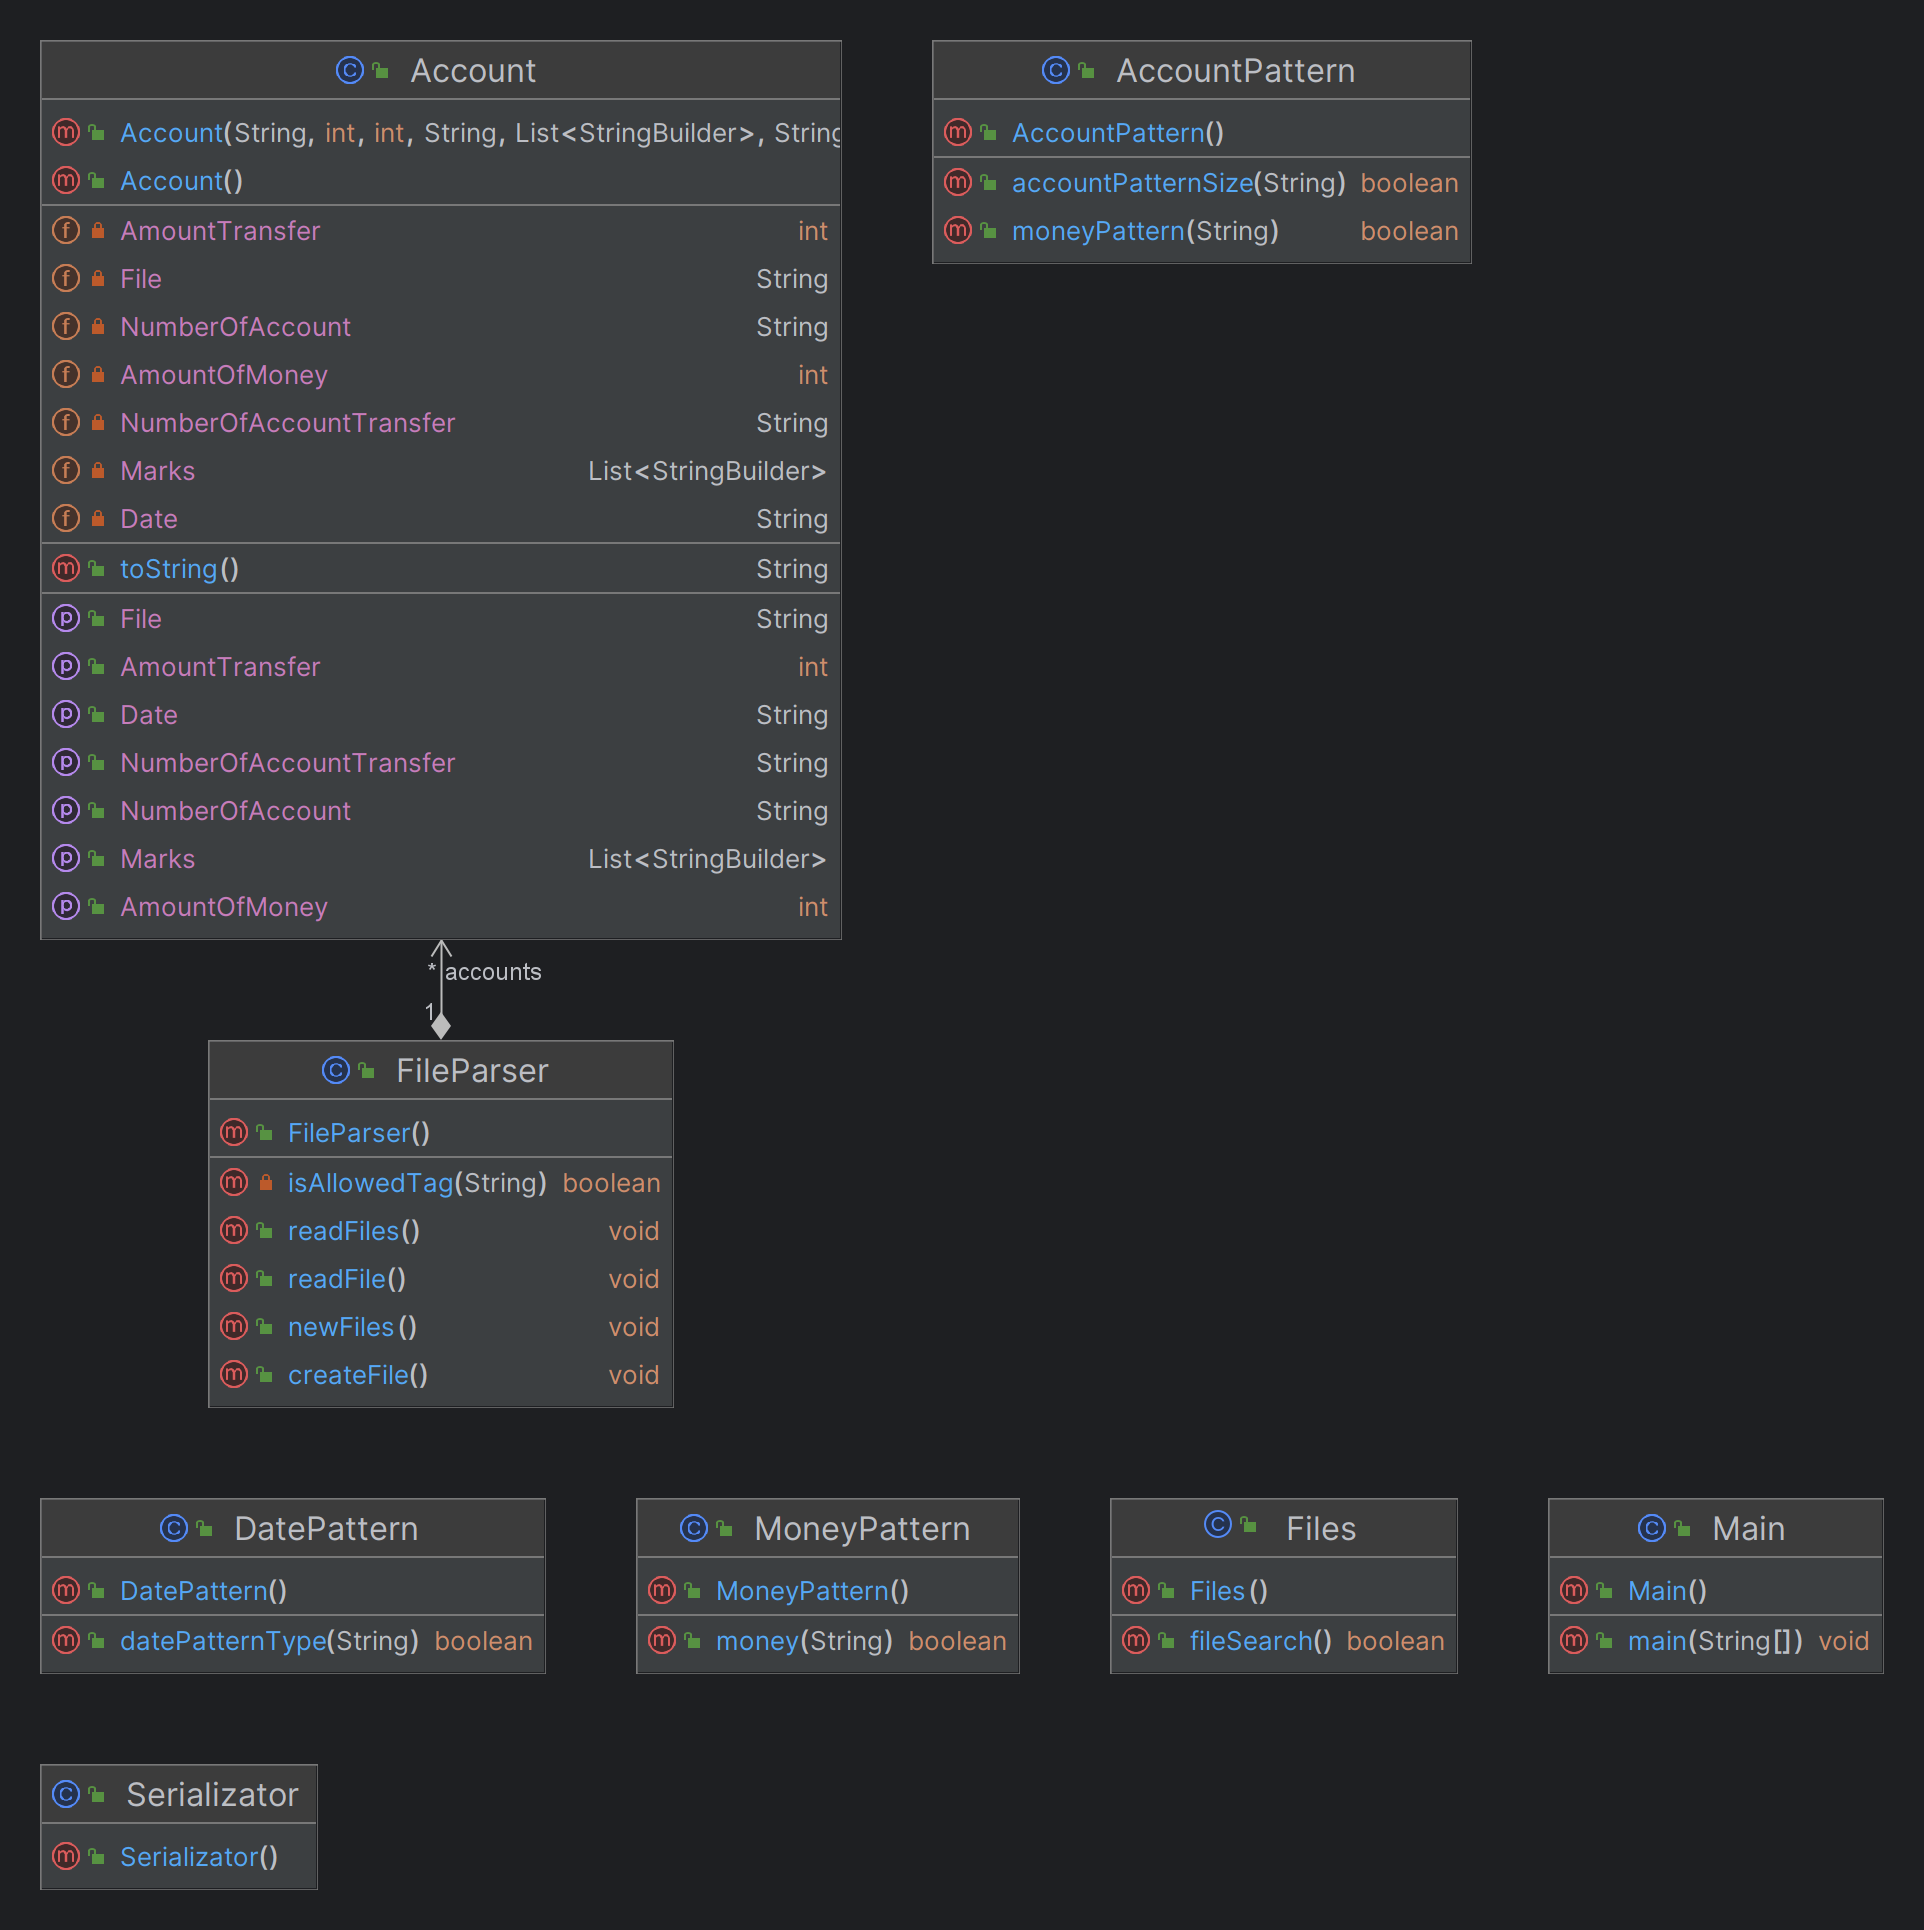 Account
Account(String, int, int, String, List<StringBuilder>, String
Account()
AmountTransfer int
File String
NumberOfAccount String
AmountOfMoney int
NumberOfAccountTransfer String
Marks List<StringBuilder>
Date String
toString() String
File String
AmountTransfer int
Date String
NumberOfAccountTransfer String
NumberOfAccount String
Marks List<StringBuilder>
AmountOfMoney int
AccountPattern
AccountPattern()
accountPatternSize(String) boolean
moneyPattern(String) boolean
* accounts
1
FileParser
FileParser()
isAllowedTag(String) boolean
readFiles() void
readFile() void
newFiles() void
createFile() void
DatePattern
DatePattern()
datePatternType(String) boolean
MoneyPattern
MoneyPattern()
money(String) boolean
Files
Files()
fileSearch() boolean
Main
Main()
main(String[]) void
Serializator
Serializator()